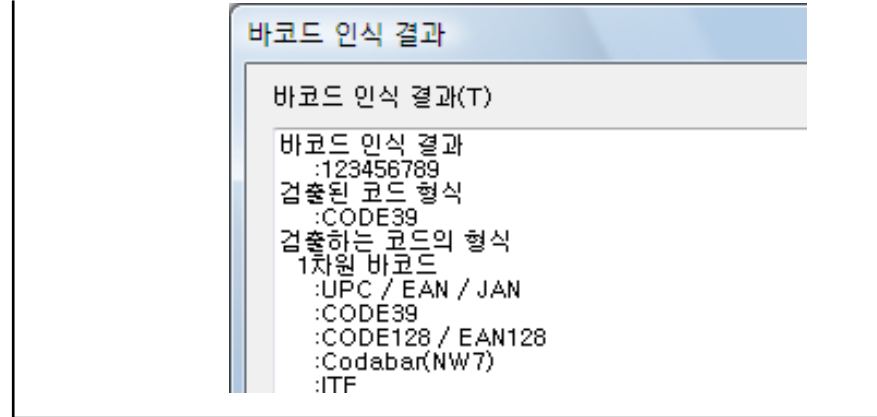 바코드 인식 결과
바코드 인식 결과(T)
바코드 인식 결과
:123456789
검출된 코드 형식
:CODE39
검출하는 코드의 형식
1차원 바코드
:UPC / EAN / JAN
:CODE39
:CODE128 / EAN128
:Codabar(NW7)
:ITF